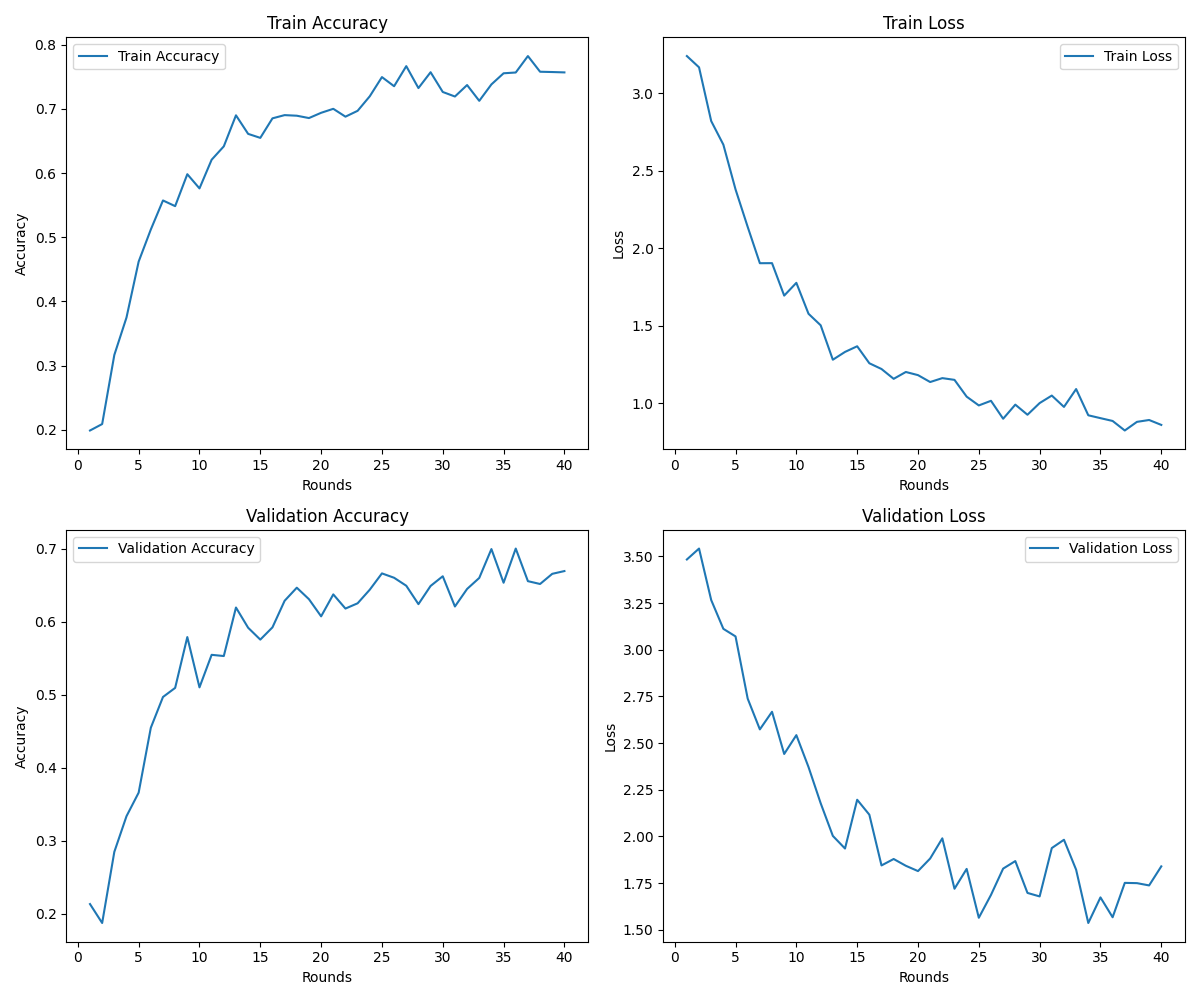 Train Accuracy
Train Accuracy
Accuracy
0.8
0.7
0.6
0.5
0.4
0.3
0.2
0 5 10 15 20 25 30 35 40
Rounds
Train Loss
Train Loss
Loss
3.0
2.5
2.0
1.5
1.0
0 5 10 15 20 25 30 35 40
Rounds
Validation Accuracy
Validation Accuracy
Accuracy
0.7
0.6
0.5
0.4
0.3
0.2
0 5 10 15 20 25 30 35 40
Rounds
Validation Loss
Validation Loss
Loss
3.50
3.25
3.00
2.75
2.50
2.25
2.00
1.75
1.50
0 5 10 15 20 25 30 35 40
Rounds